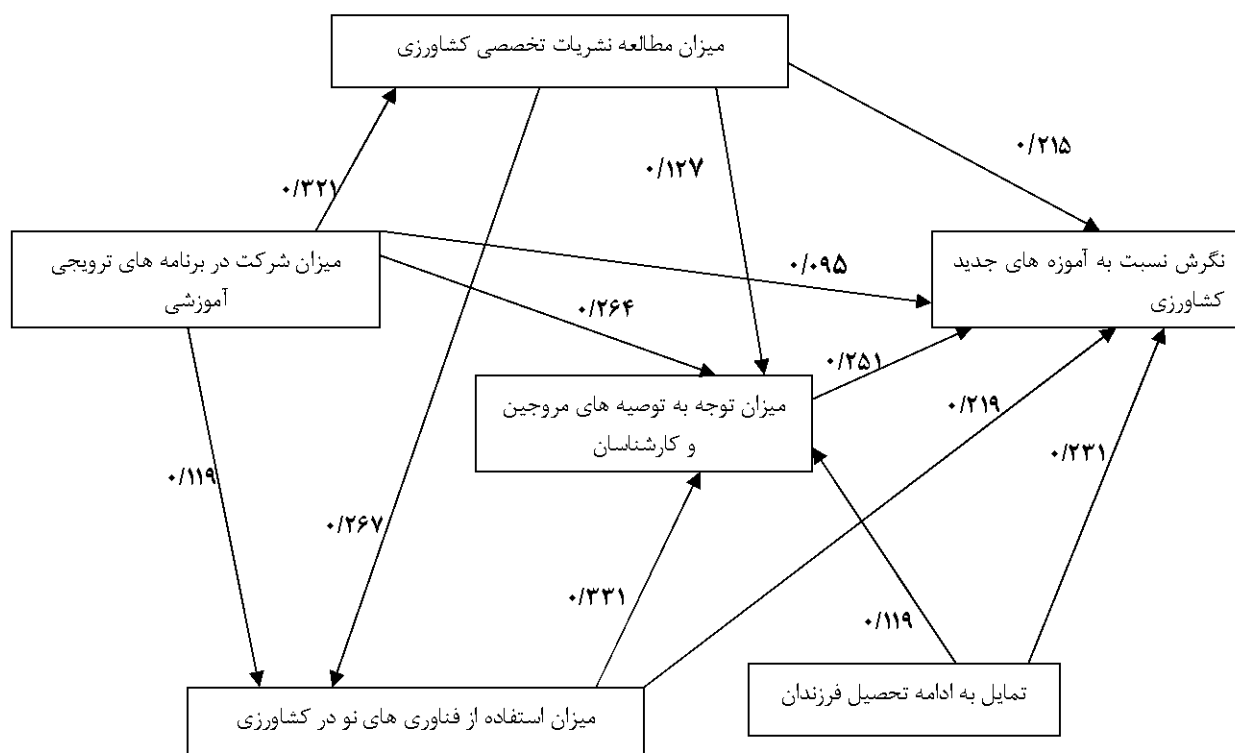 میزان مطالعه نشریات تخصصی کشاورزی
۰/۲۱۵
۰/۱۲۷
۰/۳۲۱
نگرش نسبت به آموزه های جدید
کشاورزی
میزان شرکت در برنامه های ترویجی
آموزشی
۰/۰۹۵
۰/۲۶۴
۰/۲۵۱
میزان توجه به توصیه های مروجین
و کارشناسان
۰/۲۱۹
۰/۲۳۱
۰/۱۱۹
۰/۲۶۷
۰/۳۳۱
۰/۱۱۹
تمایل به ادامه تحصیل فرزندان
میزان استفاده از فناوری های نو در کشاورزی